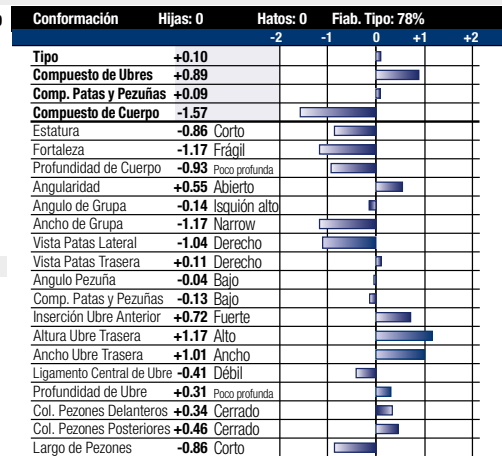 Conformación Hijas: 0 Hatos: 0 Fiab. Tipo: 78%
-2 -1 0 +1 +2
Tipo +0.10
Compuesto de Ubres +0.89
Comp. Patas y Pezuñas +0.09
Compuesto de Cuerpo -1.57
Estatura -0.86 Corto
Fortaleza -1.17 Frágil
Profundidad de Cuerpo -0.93 Poco profunda
Angularidad +0.55 Abierto
Angulo de Grupa -0.14 Isquión alto
Ancho de Grupa -1.17 Narrow
Vista Patas Lateral -1.04 Derecho
Vista Patas Trasera +0.11 Derecho
Angulo Pezuña -0.04 Bajo
Comp. Patas y Pezuñas -0.13 Bajo
Inserción Ubre Anterior +0.72 Fuerte
Altura Ubre Trasera +1.17 Alto
Ancho Ubre Trasera +1.01 Ancho
Ligamento Central de Ubre -0.41 Débil
Profundidad de Ubre +0.31 Poco profunda
Col. Pezones Delanteros +0.34 Cerrado
Col. Pezones Posteriores +0.46 Cerrado
Largo de Pezones -0.86 Corto